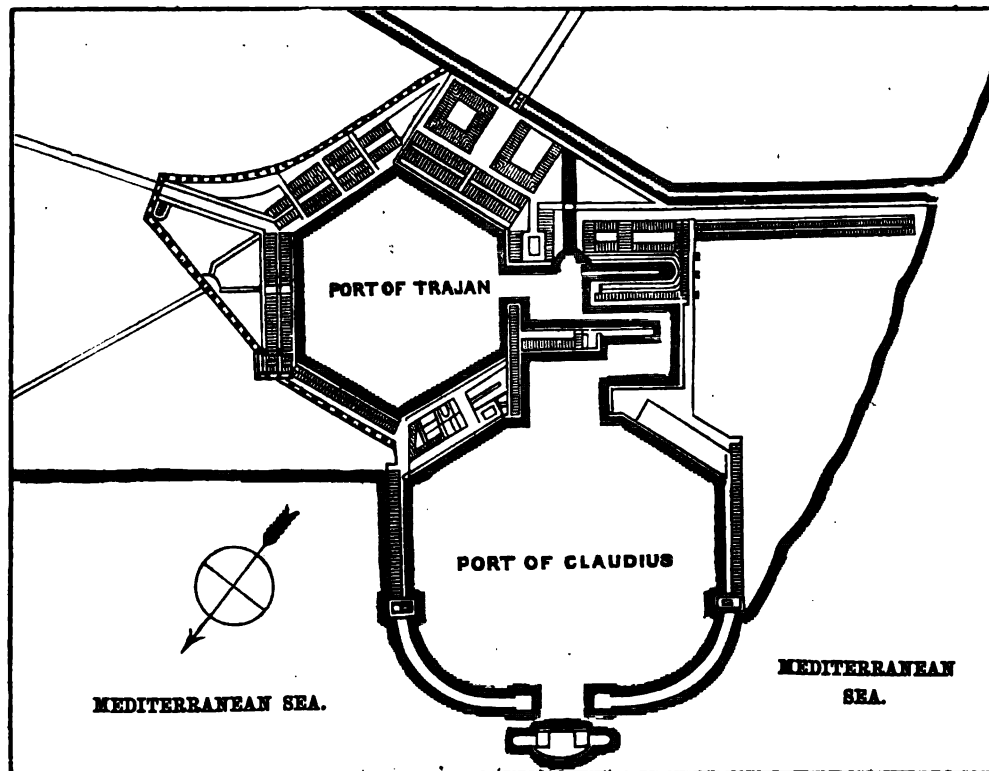 PORT OF TRAJAN
PORT OF CLAUDIUS
MEDITERRANEAN SEA.
MEDITERRANEAN
SEA.